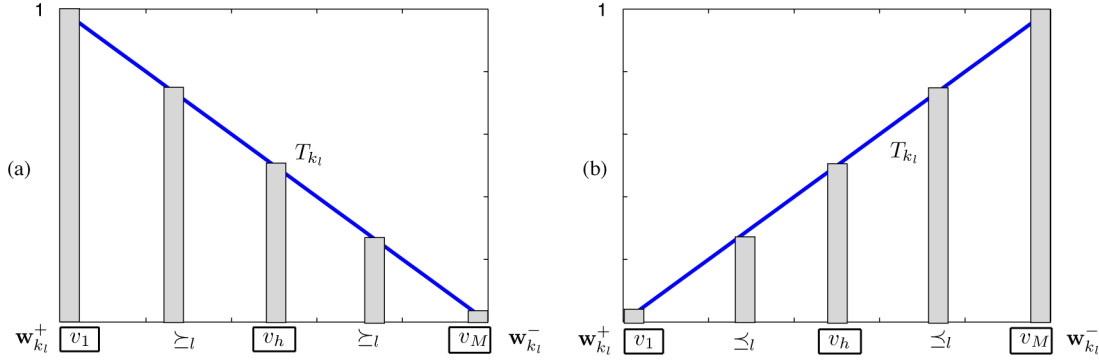 1
(a)
T_{k_l}
w^+_{k_l} v_1 ⪰_l v_h ⪰_l v_M w^-_{k_l}
1
(b)
T_{k_l}
w^+_{k_l} v_1 ⪯_l v_h ⪯_l v_M w^-_{k_l}